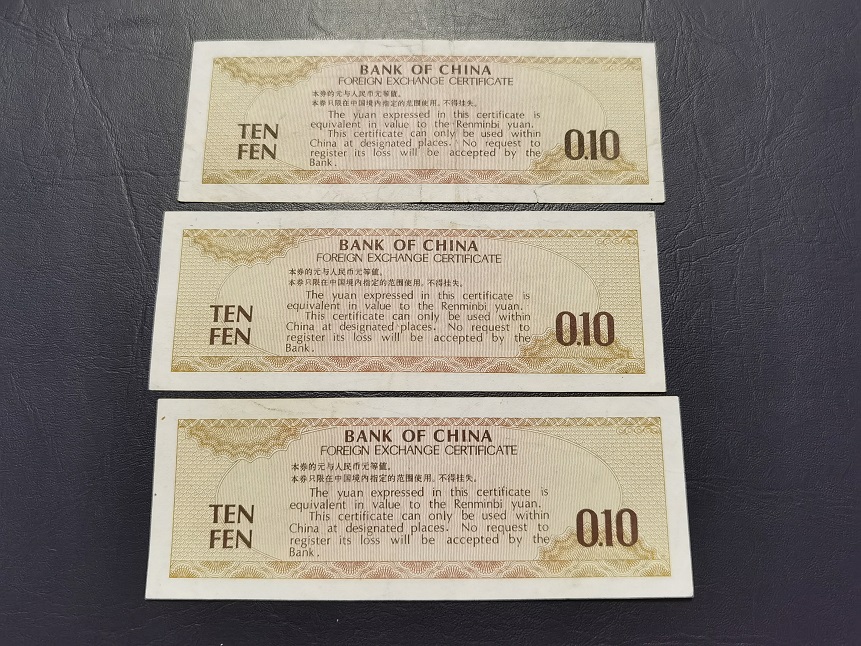 BANK OF CHINA
FOREIGN EXCHANGE CERTIFICATE
本券的元与人民币元等值。
本券只限在中国境内指定的范围使用。不得挂失。
The yuan expressed in this certificate is
equivalent in value to the Renminbi yuan.
This certificate can only be used within
China at designated places. No request to
register its loss will be accepted by the
Bank.
TEN
FEN
0.10
BANK OF CHINA
FOREIGN EXCHANGE CERTIFICATE
本券的元与人民币元等值。
本券只限在中国境内指定的范围使用。不得挂失。
The yuan expressed in this certificate is
equivalent in value to the Renminbi yuan.
This certificate can only be used within
China at designated places. No request to
register its loss will be accepted by the
Bank.
TEN
FEN
0.10
BANK OF CHINA
FOREIGN EXCHANGE CERTIFICATE
本券的元与人民币元等值。
本券只限在中国境内指定的范围使用。不得挂失。
The yuan expressed in this certificate is
equivalent in value to the Renminbi yuan.
This certificate can only be used within
China at designated places. No request to
register its loss will be accepted by the
Bank.
TEN
FEN
0.10